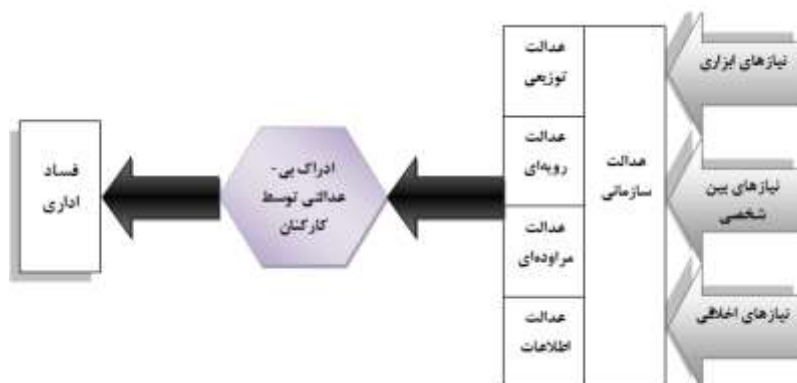 نیازهای ابزاری
نیازهای بین
شخصی
نیازهای اخلاقی
عدالت
سازمانی
عدالت
توزیعی
عدالت
رویه‌ای
عدالت
مراوده‌ای
عدالت
اطلاعات
ادراک بی-
عدالتی توسط
کارکنان
فساد
اداری